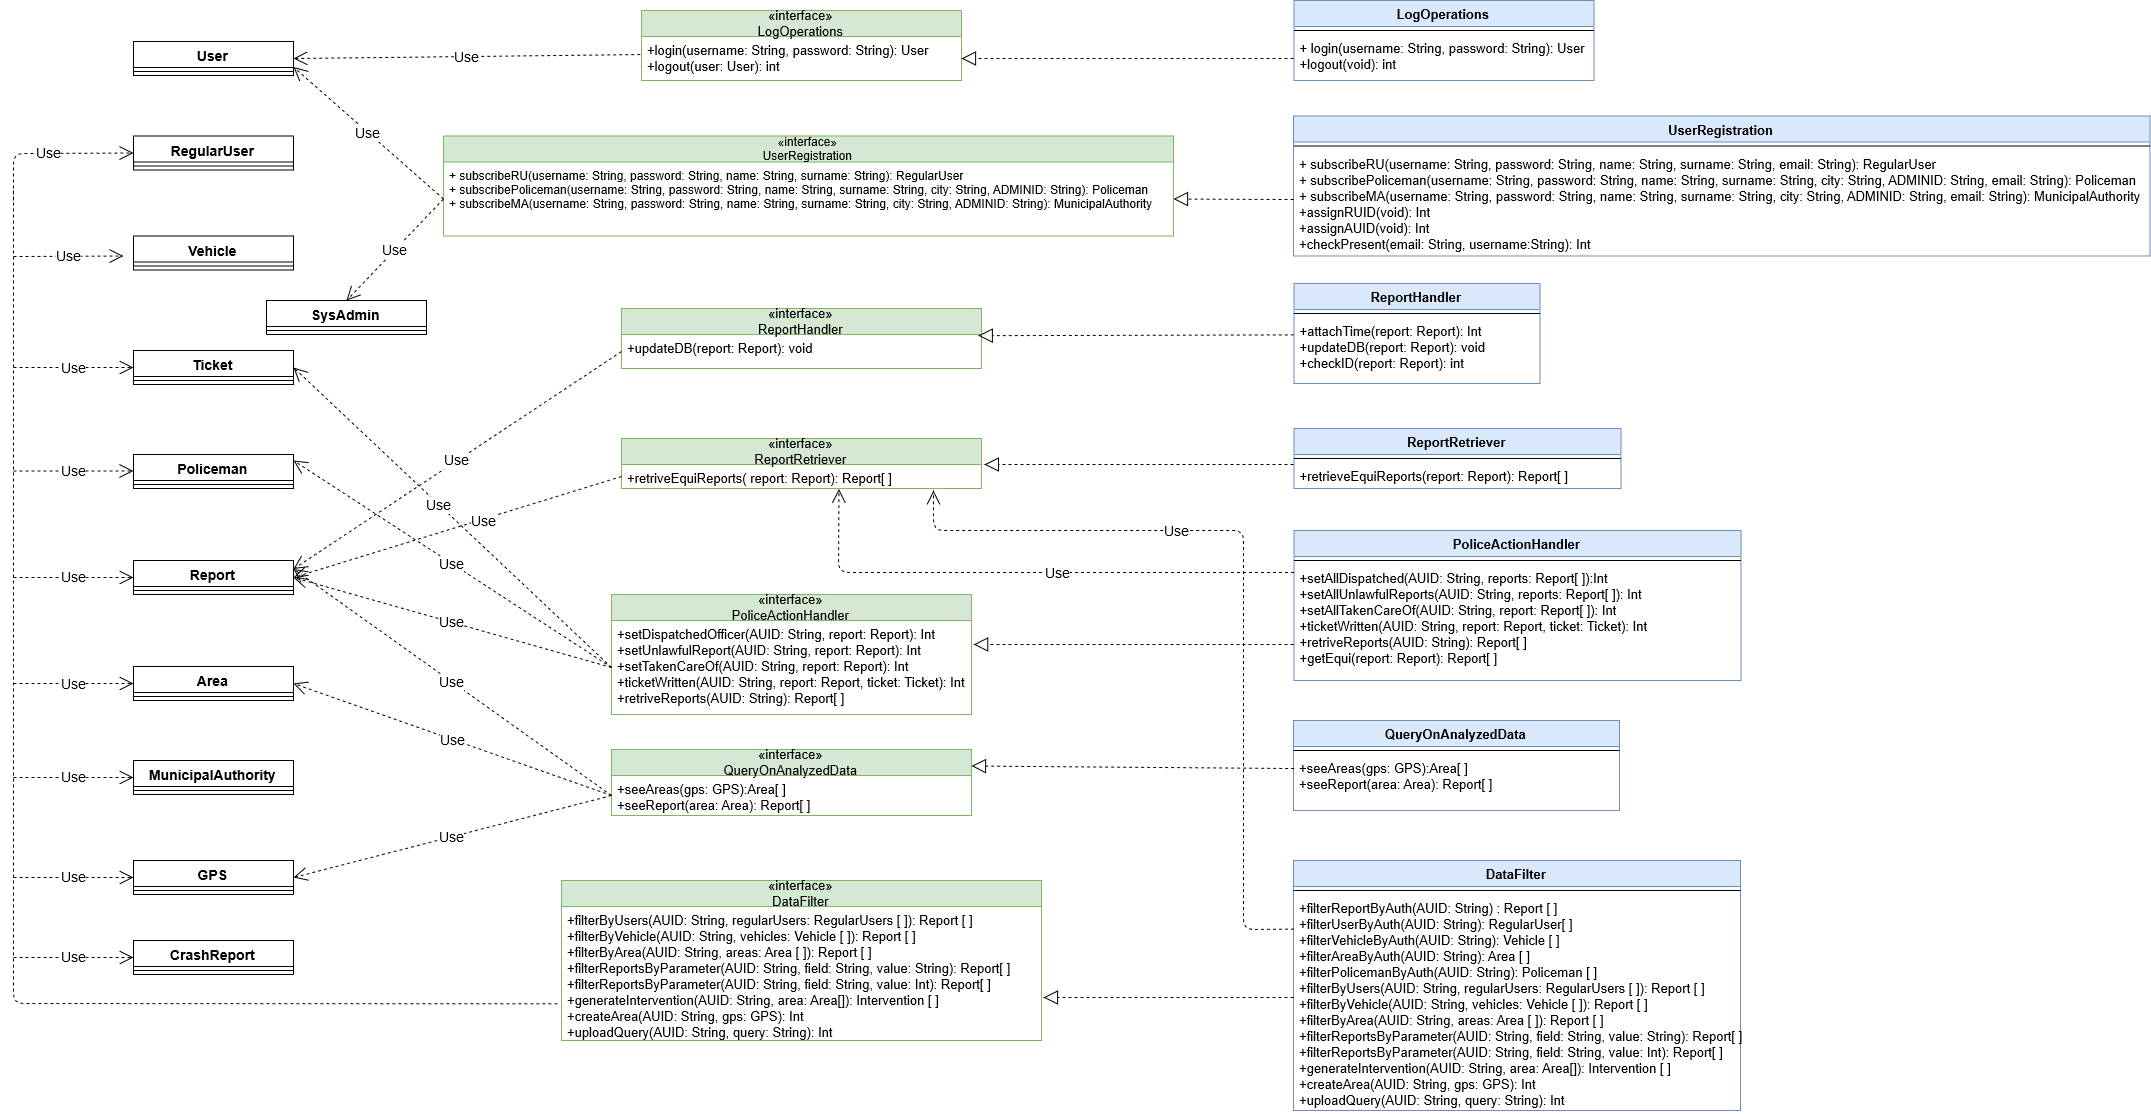 User
Use
RegularUser
Use
Vehicle
Use
SysAdmin
Ticket
Use
Policeman
Use
Report
Use
Area
Use
MunicipalAuthority
Use
GPS
Use
CrashReport
Use
Use
Use
Use
Use
Use
Use
Use
Use
Use
Use
Use
«interface»
LogOperations
+login(username: String, password: String): User
+logout(user: User): int
«interface»
UserRegistration
+ subscribeRU(username: String, password: String, name: String, surname: String): RegularUser
+ subscribePoliceman(username: String, password: String, name: String, surname: String, city: String, ADMINID: String): Policeman
+ subscribeMA(username: String, password: String, name: String, surname: String, city: String, ADMINID: String): MunicipalAuthority
«interface»
ReportHandler
+updateDB(report: Report): void
«interface»
ReportRetriever
+retriveEquiReports( report: Report): Report[ ]
«interface»
PoliceActionHandler
+setDispatchedOfficer(AUID: String, report: Report): Int
+setUnlawfulReport(AUID: String, report: Report): Int
+setTakenCareOf(AUID: String, report: Report): Int
+ticketWritten(AUID: String, report: Report, ticket: Ticket): Int
+retriveReports(AUID: String): Report[ ]
«interface»
QueryOnAnalyzedData
+seeAreas(gps: GPS):Area[ ]
+seeReport(area: Area): Report[ ]
«interface»
DataFilter
+filterByUsers(AUID: String, regularUsers: RegularUsers [ ]): Report [ ]
+filterByVehicle(AUID: String, vehicles: Vehicle [ ]): Report [ ]
+filterByArea(AUID: String, areas: Area [ ]): Report [ ]
+filterReportsByParameter(AUID: String, field: String, value: String): Report[ ]
+filterReportsByParameter(AUID: String, field: String, value: Int): Report[ ]
+generateIntervention(AUID: String, area: Area[]): Intervention [ ]
+createArea(AUID: String, gps: GPS): Int
+uploadQuery(AUID: String, query: String): Int
Use
Use
LogOperations
+ login(username: String, password: String): User
+logout(void): int
UserRegistration
+ subscribeRU(username: String, password: String, name: String, surname: String, email: String): RegularUser
+ subscribePoliceman(username: String, password: String, name: String, surname: String, city: String, ADMINID: String, email: String): Policeman
+ subscribeMA(username: String, password: String, name: String, surname: String, city: String, ADMINID: String, email: String): MunicipalAuthority
+assignRUID(void): Int
+assignAUID(void): Int
+checkPresent(email: String, username:String): Int
ReportHandler
+attachTime(report: Report): Int
+updateDB(report: Report): void
+checkID(report: Report): int
ReportRetriever
+retrieveEquiReports(report: Report): Report[ ]
PoliceActionHandler
+setAllDispatched(AUID: String, reports: Report[ ]):Int
+setAllUnlawfulReports(AUID: String, reports: Report[ ]): Int
+setAllTakenCareOf(AUID: String, report: Report[ ]): Int
+ticketWritten(AUID: String, report: Report, ticket: Ticket): Int
+retriveReports(AUID: String): Report[ ]
+getEqui(report: Report): Report[ ]
QueryOnAnalyzedData
+seeAreas(gps: GPS):Area[ ]
+seeReport(area: Area): Report[ ]
DataFilter
+filterReportByAuth(AUID: String) : Report [ ]
+filterUserByAuth(AUID: String): RegularUser[ ]
+filterVehicleByAuth(AUID: String): Vehicle [ ]
+filterAreaByAuth(AUID: String): Area [ ]
+filterPolicemanByAuth(AUID: String): Policeman [ ]
+filterByUsers(AUID: String, regularUsers: RegularUsers [ ]): Report [ ]
+filterByVehicle(AUID: String, vehicles: Vehicle [ ]): Report [ ]
+filterByArea(AUID: String, areas: Area [ ]): Report [ ]
+filterReportsByParameter(AUID: String, field: String, value: String): Report[ ]
+filterReportsByParameter(AUID: String, field: String, value: Int): Report[ ]
+generateIntervention(AUID: String, area: Area[]): Intervention [ ]
+createArea(AUID: String, gps: GPS): Int
+uploadQuery(AUID: String, query: String): Int